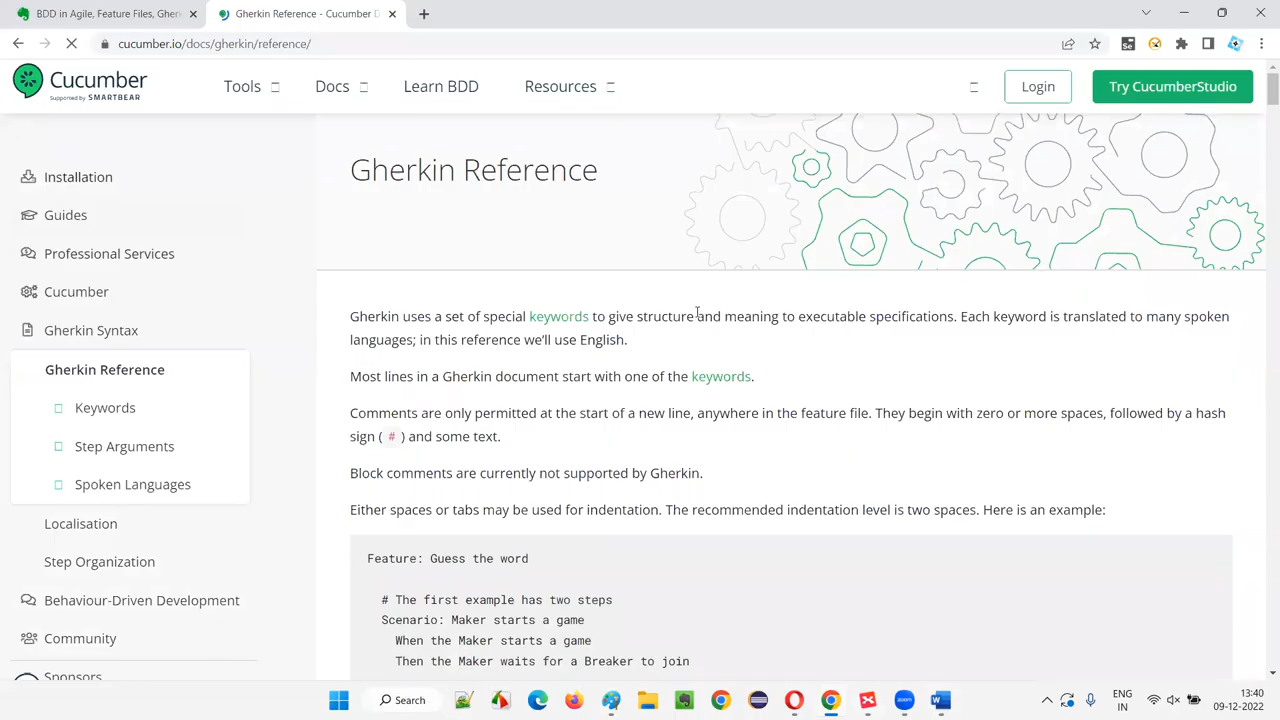 BDD in Agile, Feature Files, Gher
Gherkin Reference - Cucumber D
cucumber.io/docs/gherkin/reference/
Cucumber
Supported by SMARTBEAR
Tools
Docs
Learn BDD
Resources
Login
Try CucumberStudio
Installation
Guides
Professional Services
Cucumber
Gherkin Syntax
Gherkin Reference
Keywords
Step Arguments
Spoken Languages
Localisation
Step Organization
Behaviour-Driven Development
Community
Sponsors
Gherkin Reference
Gherkin uses a set of special keywords to give structure and meaning to executable specifications. Each keyword is translated to many spoken
languages; in this reference we'll use English.
Most lines in a Gherkin document start with one of the keywords.
Comments are only permitted at the start of a new line, anywhere in the feature file. They begin with zero or more spaces, followed by a hash
sign ( # ) and some text.
Block comments are currently not supported by Gherkin.
Either spaces or tabs may be used for indentation. The recommended indentation level is two spaces. Here is an example:
Feature: Guess the word
# The first example has two steps
Scenario: Maker starts a game
When the Maker starts a game
Then the Maker waits for a Breaker to join
Search
ENG
IN
13:40
09-12-2022